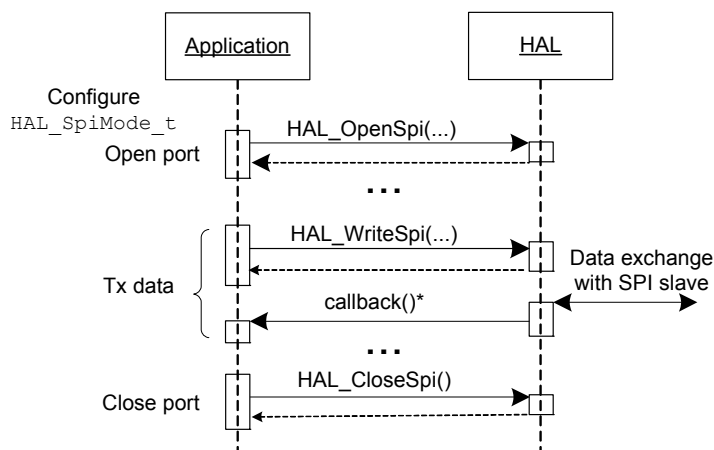 Application
HAL
Configure
HAL_SpiMode_t
Open port
HAL_OpenSpi(...)
...
HAL_WriteSpi(...)
Tx data
Data exchange
with SPI slave
callback()*
...
HAL_CloseSpi()
Close port